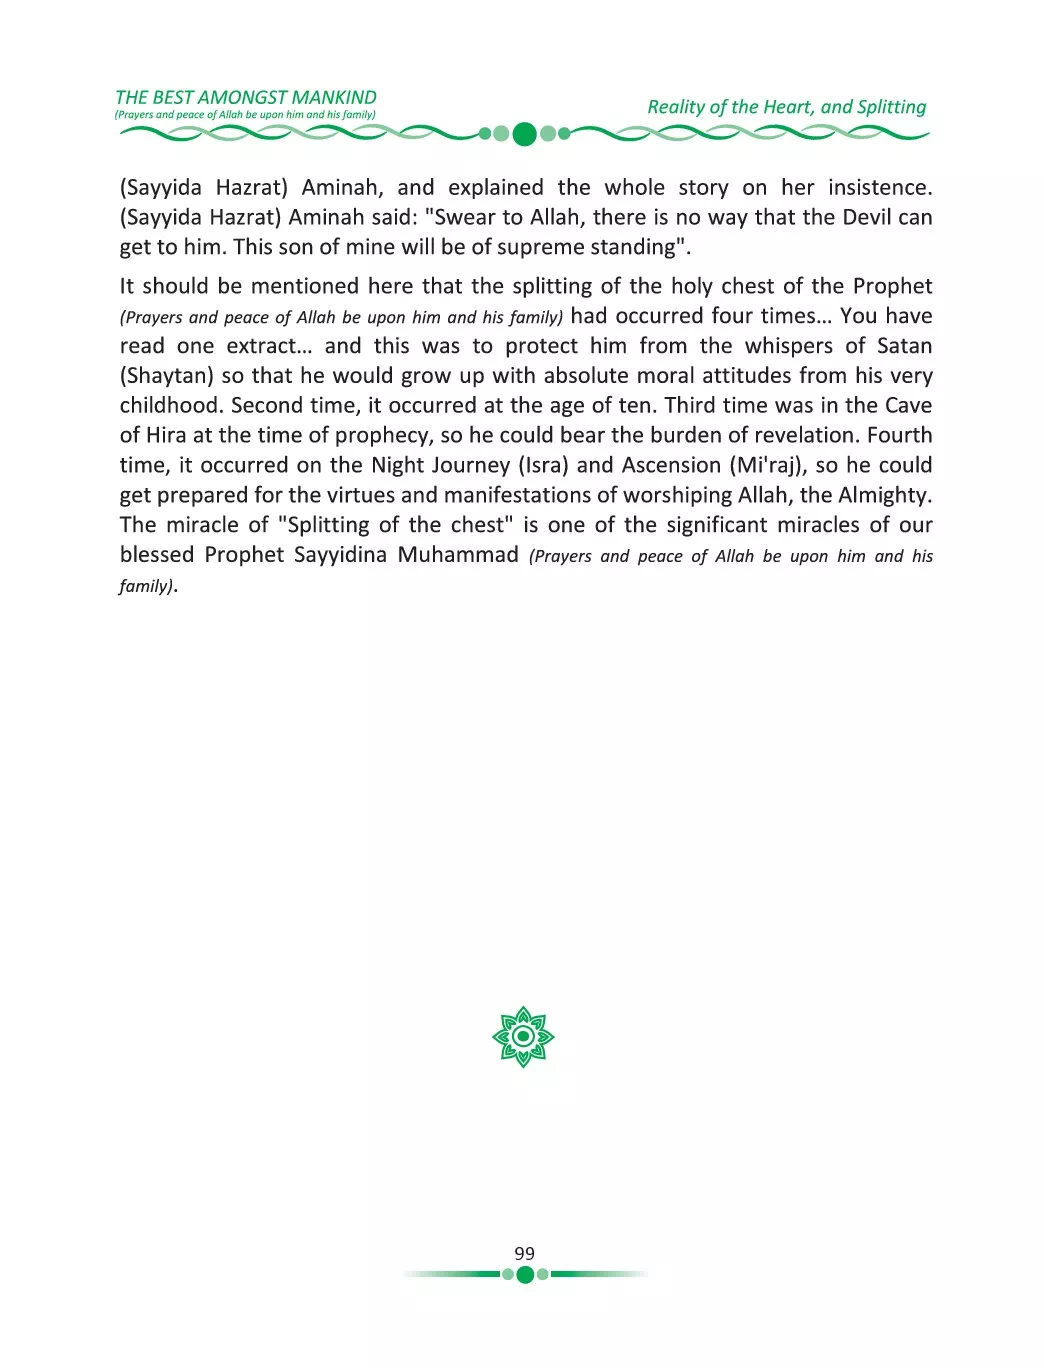 THE BEST AMONGST MANKIND
(Prayers and peace of Allah be upon him and his family)
Reality of the Heart, and Splitting
(Sayyida Hazrat) Aminah, and explained the whole story on her insistence.
(Sayyida Hazrat) Aminah said: "Swear to Allah, there is no way that the Devil can
get to him. This son of mine will be of supreme standing".
It should be mentioned here that the splitting of the holy chest of the Prophet
(Prayers and peace of Allah be upon him and his family) had occurred four times... You have
read one extract... and this was to protect him from the whispers of Satan
(Shaytan) so that he would grow up with absolute moral attitudes from his very
childhood. Second time, it occurred at the age of ten. Third time was in the Cave
of Hira at the time of prophecy, so he could bear the burden of revelation. Fourth
time, it occurred on the Night Journey (Isra) and Ascension (Mi'raj), so he could
get prepared for the virtues and manifestations of worshiping Allah, the Almighty.
The miracle of "Splitting of the chest" is one of the significant miracles of our
blessed Prophet Sayyidina Muhammad (Prayers and peace of Allah be upon him and his
family).
99